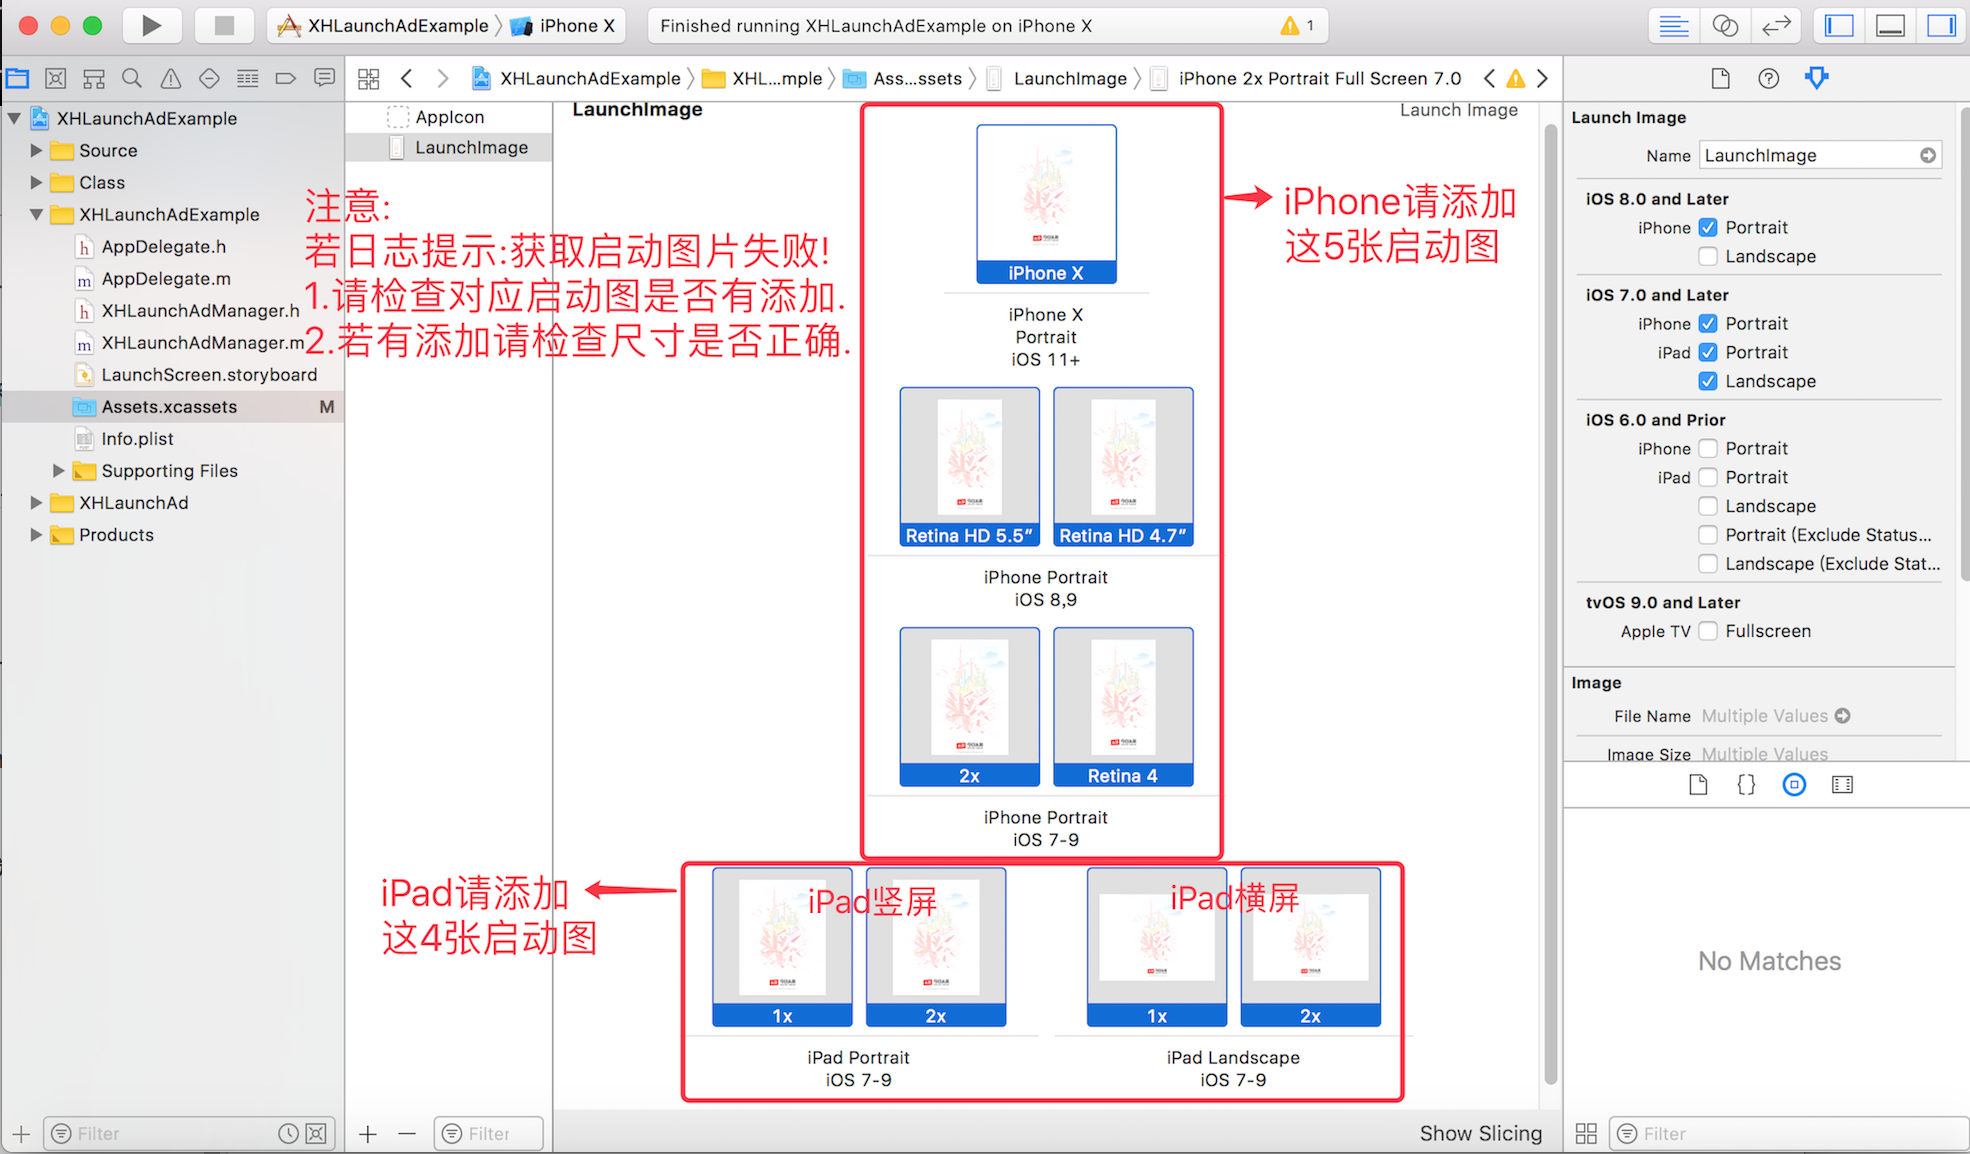 XHLaunchAdExample iPhone X
Finished running XHLaunchAdExample on iPhone X
1
XHLaunchAdExample XHL...mple Ass...ssets LaunchImage iPhone 2x Portrait Full Screen 7.0
XHLaunchAdExample
Source
Class
XHLaunchAdExample
h AppDelegate.h
m AppDelegate.m
h XHLaunchAdManager.h
m XHLaunchAdManager.m
LaunchScreen.storyboard
Assets.xcassets M
Info.plist
Supporting Files
XHLaunchAd
Products
Filter
AppIcon
LaunchImage
Filter
注意:
若日志提示:获取启动图片失败!
1.请检查对应启动图是否有添加.
2.若有添加请检查尺寸是否正确.
LaunchImage
Launch Image
iPhone X
iPhone X
Portrait
iOS 11+
iPhone请添加
这5张启动图
Retina HD 5.5″ Retina HD 4.7″
iPhone Portrait
iOS 8,9
2x Retina 4
iPhone Portrait
iOS 7-9
iPad请添加
这4张启动图
iPad竖屏
iPad横屏
1x 2x 1x 2x
iPad Portrait
iOS 7-9
iPad Landscape
iOS 7-9
Show Slicing
Launch Image
Name LaunchImage
iOS 8.0 and Later
iPhone Portrait
Landscape
iOS 7.0 and Later
iPhone Portrait
iPad Portrait
Landscape
iOS 6.0 and Prior
iPhone Portrait
iPad Portrait
Landscape
Portrait (Exclude Status...
Landscape (Exclude Stat...
tvOS 9.0 and Later
Apple TV Fullscreen
Image
File Name Multiple Values
Image Size Multiple Values
{}
No Matches
Filter